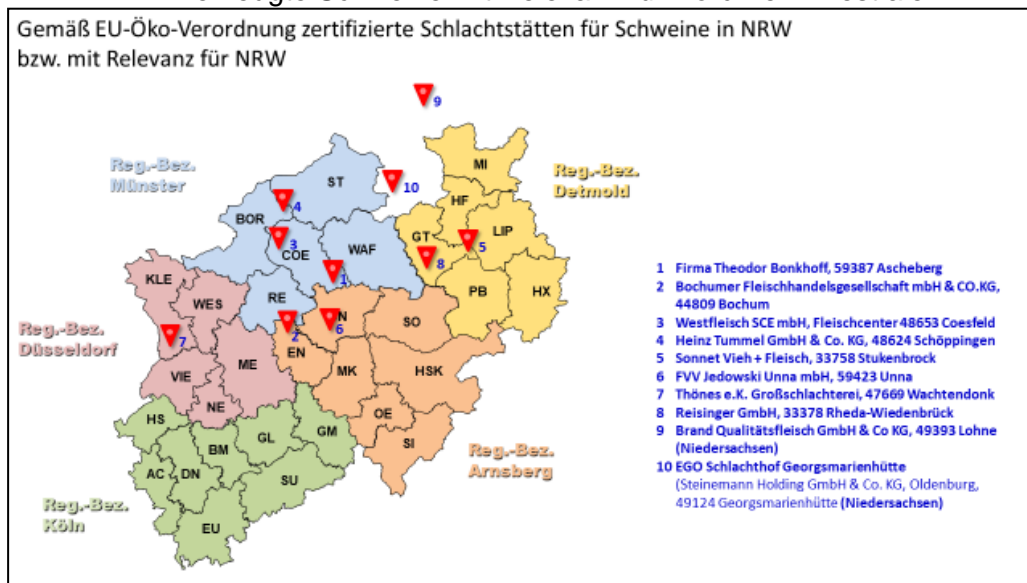 Gemäß EU-Öko-Verordnung zertifizierte Schlachtstätten für Schweine in NRW
bzw. mit Relevanz für NRW
9
Reg.-Bez.
Münster
ST
10
MI
Reg.-Bez.
Detmold
4
BOR
HF
LIP
3
COE
WAF
GT
5
8
KLE
1
WES
RE
PB
HX
2
N
6
SO
Reg.-Bez.
Düsseldorf
7
EN
ME
MK
HSK
VIE
NE
OE
HS
GL
GM
BM
SI
AC
DN
SU
Reg.-Bez.
Arnsberg
Reg.-Bez.
Köln
EU
1 Firma Theodor Bonkhoff, 59387 Ascheberg
2 Bochumer Fleischhandelsgesellschaft mbH & CO.KG,
44809 Bochum
3 Westfleisch SCE mbH, Fleischcenter 48653 Coesfeld
4 Heinz Tummel GmbH & Co. KG, 48624 Schöppingen
5 Sonnet Vieh + Fleisch, 33758 Stukenbrock
6 FVV Jedowski Unna mbH, 59423 Unna
7 Thönes e.K. Großschlachterei, 47669 Wachtendonk
8 Reisinger GmbH, 33378 Rheda-Wiedenbrück
9 Brand Qualitätsfleisch GmbH & Co KG, 49393 Lohne
(Niedersachsen)
10 EGO Schlachthof Georgsmarienhütte
(Steinemann Holding GmbH & Co. KG, Oldenburg,
49124 Georgsmarienhütte (Niedersachsen)